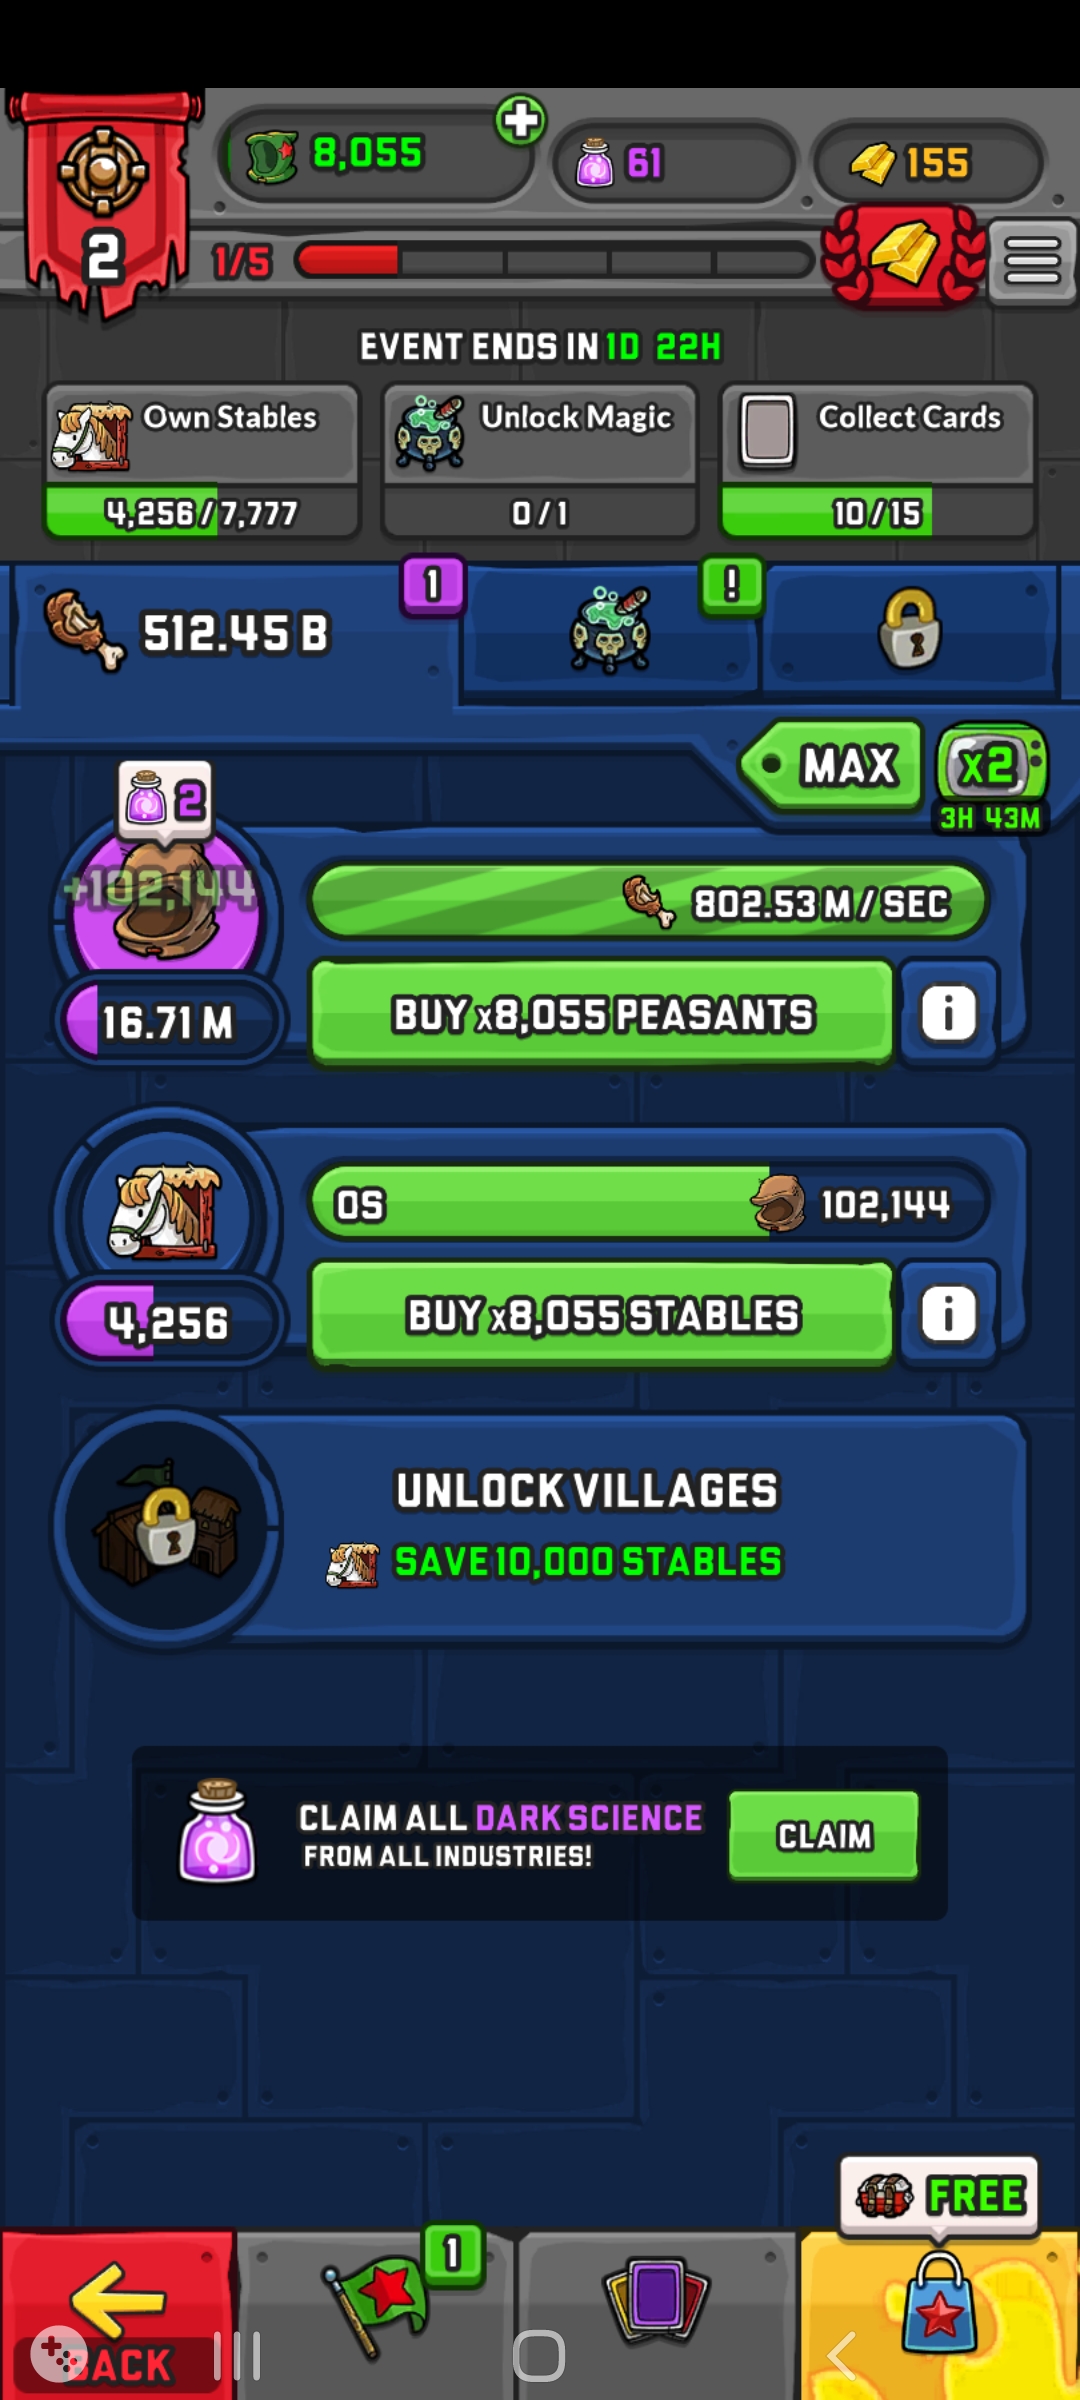 8,055
61
155
2
1/5
EVENT ENDS IN 1D 22H
Own Stables
Unlock Magic
Collect Cards
4,256/7,777
0/1
10/15
512.45 B
1
!
MAX
x2
3H 43M
2
+102,144
802.53 M / SEC
16.71 M
BUY x8,055 PEASANTS
i
0S
102,144
4,256
BUY x8,055 STABLES
i
UNLOCK VILLAGES
SAVE 10,000 STABLES
CLAIM ALL DARK SCIENCE
FROM ALL INDUSTRIES!
CLAIM
FREE
1
BACK